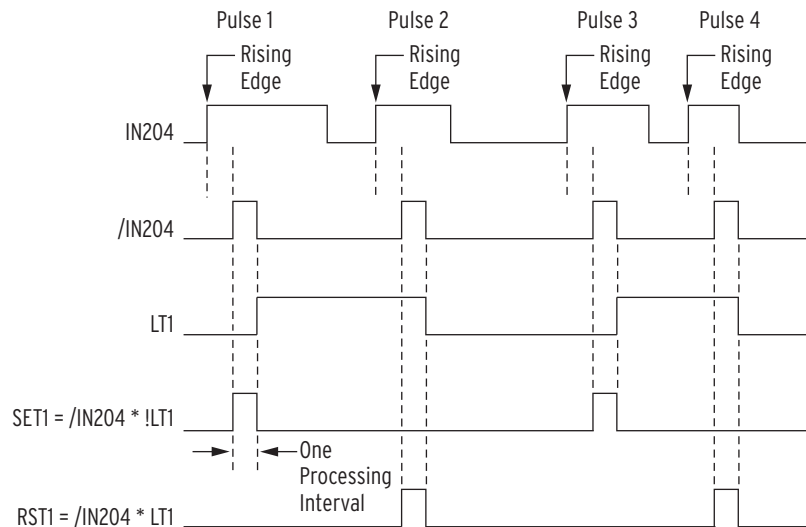 Pulse 1
Pulse 2
Pulse 3
Pulse 4
Rising
Edge
Rising
Edge
Rising
Edge
Rising
Edge
IN204
/IN204
LT1
SET1 = /IN204 * !LT1
One
Processing
Interval
RST1 = /IN204 * LT1